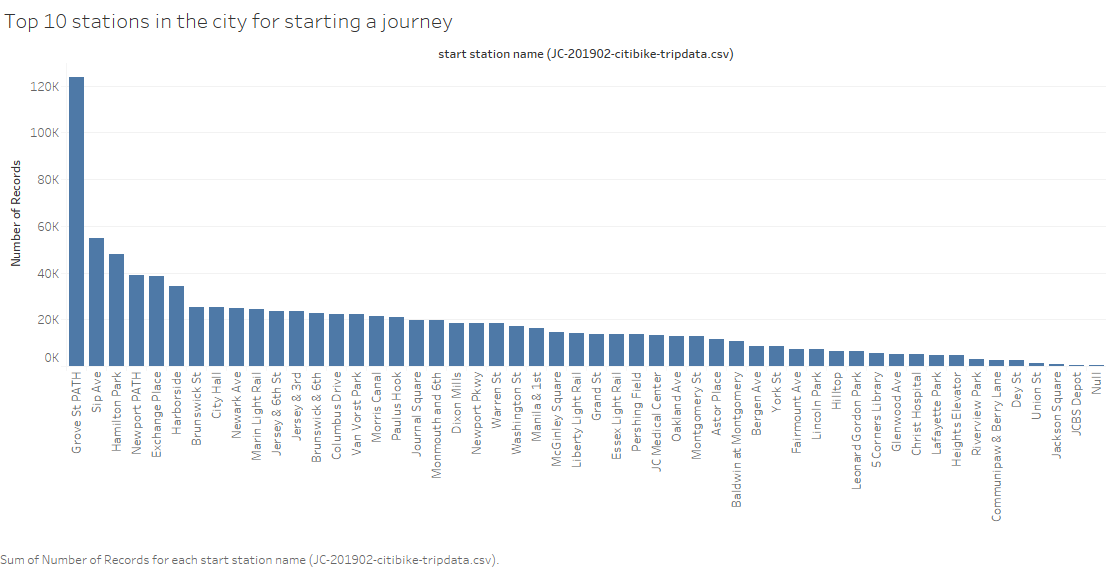 Top 10 stations in the city for starting a journey
start station name (JC-201902-citibike-tripdata.csv)
Number of Records
120K
100K
80K
60K
40K
20K
0K
Grove St PATH
Sip Ave
Hamilton Park
Newport PATH
Exchange Place
Harborside
Brunswick St
City Hall
Newark Ave
Marin Light Rail
Jersey & 6th St
Jersey & 3rd
Brunswick & 6th
Columbus Drive
Van Vorst Park
Morris Canal
Paulus Hook
Journal Square
Monmouth and 6th
Dixon Mills
Newport Pkwy
Warren St
Washington St
Manila & 1st
McGinley Square
Liberty Light Rail
Grand St
Essex Light Rail
Pershing Field
JC Medical Center
Oakland Ave
Montgomery St
Astor Place
Baldwin at Montgomery
Bergen Ave
York St
Fairmount Ave
Lincoln Park
Hilltop
Leonard Gordon Park
5 Corners Library
Glenwood Ave
Christ Hospital
Lafayette Park
Heights Elevator
Riverview Park
Communipaw & Berry Lane
Dey St
Union St
Jackson Square
JCBS Depot
Null
Sum of Number of Records for each start station name (JC-201902-citibike-tripdata.csv).